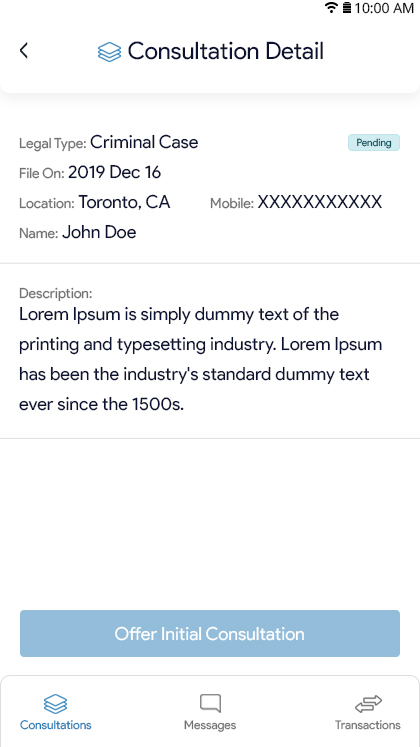 10:00 AM
Consultation Detail
Legal Type: Criminal Case
Pending
File On: 2019 Dec 16
Location: Toronto, CA
Mobile: XXXXXXXXXXX
Name: John Doe
Description:
Lorem Ipsum is simply dummy text of the
printing and typesetting industry. Lorem Ipsum
has been the industry's standard dummy text
ever since the 1500s.
Offer Initial Consultation
Consultations
Messages
Transactions